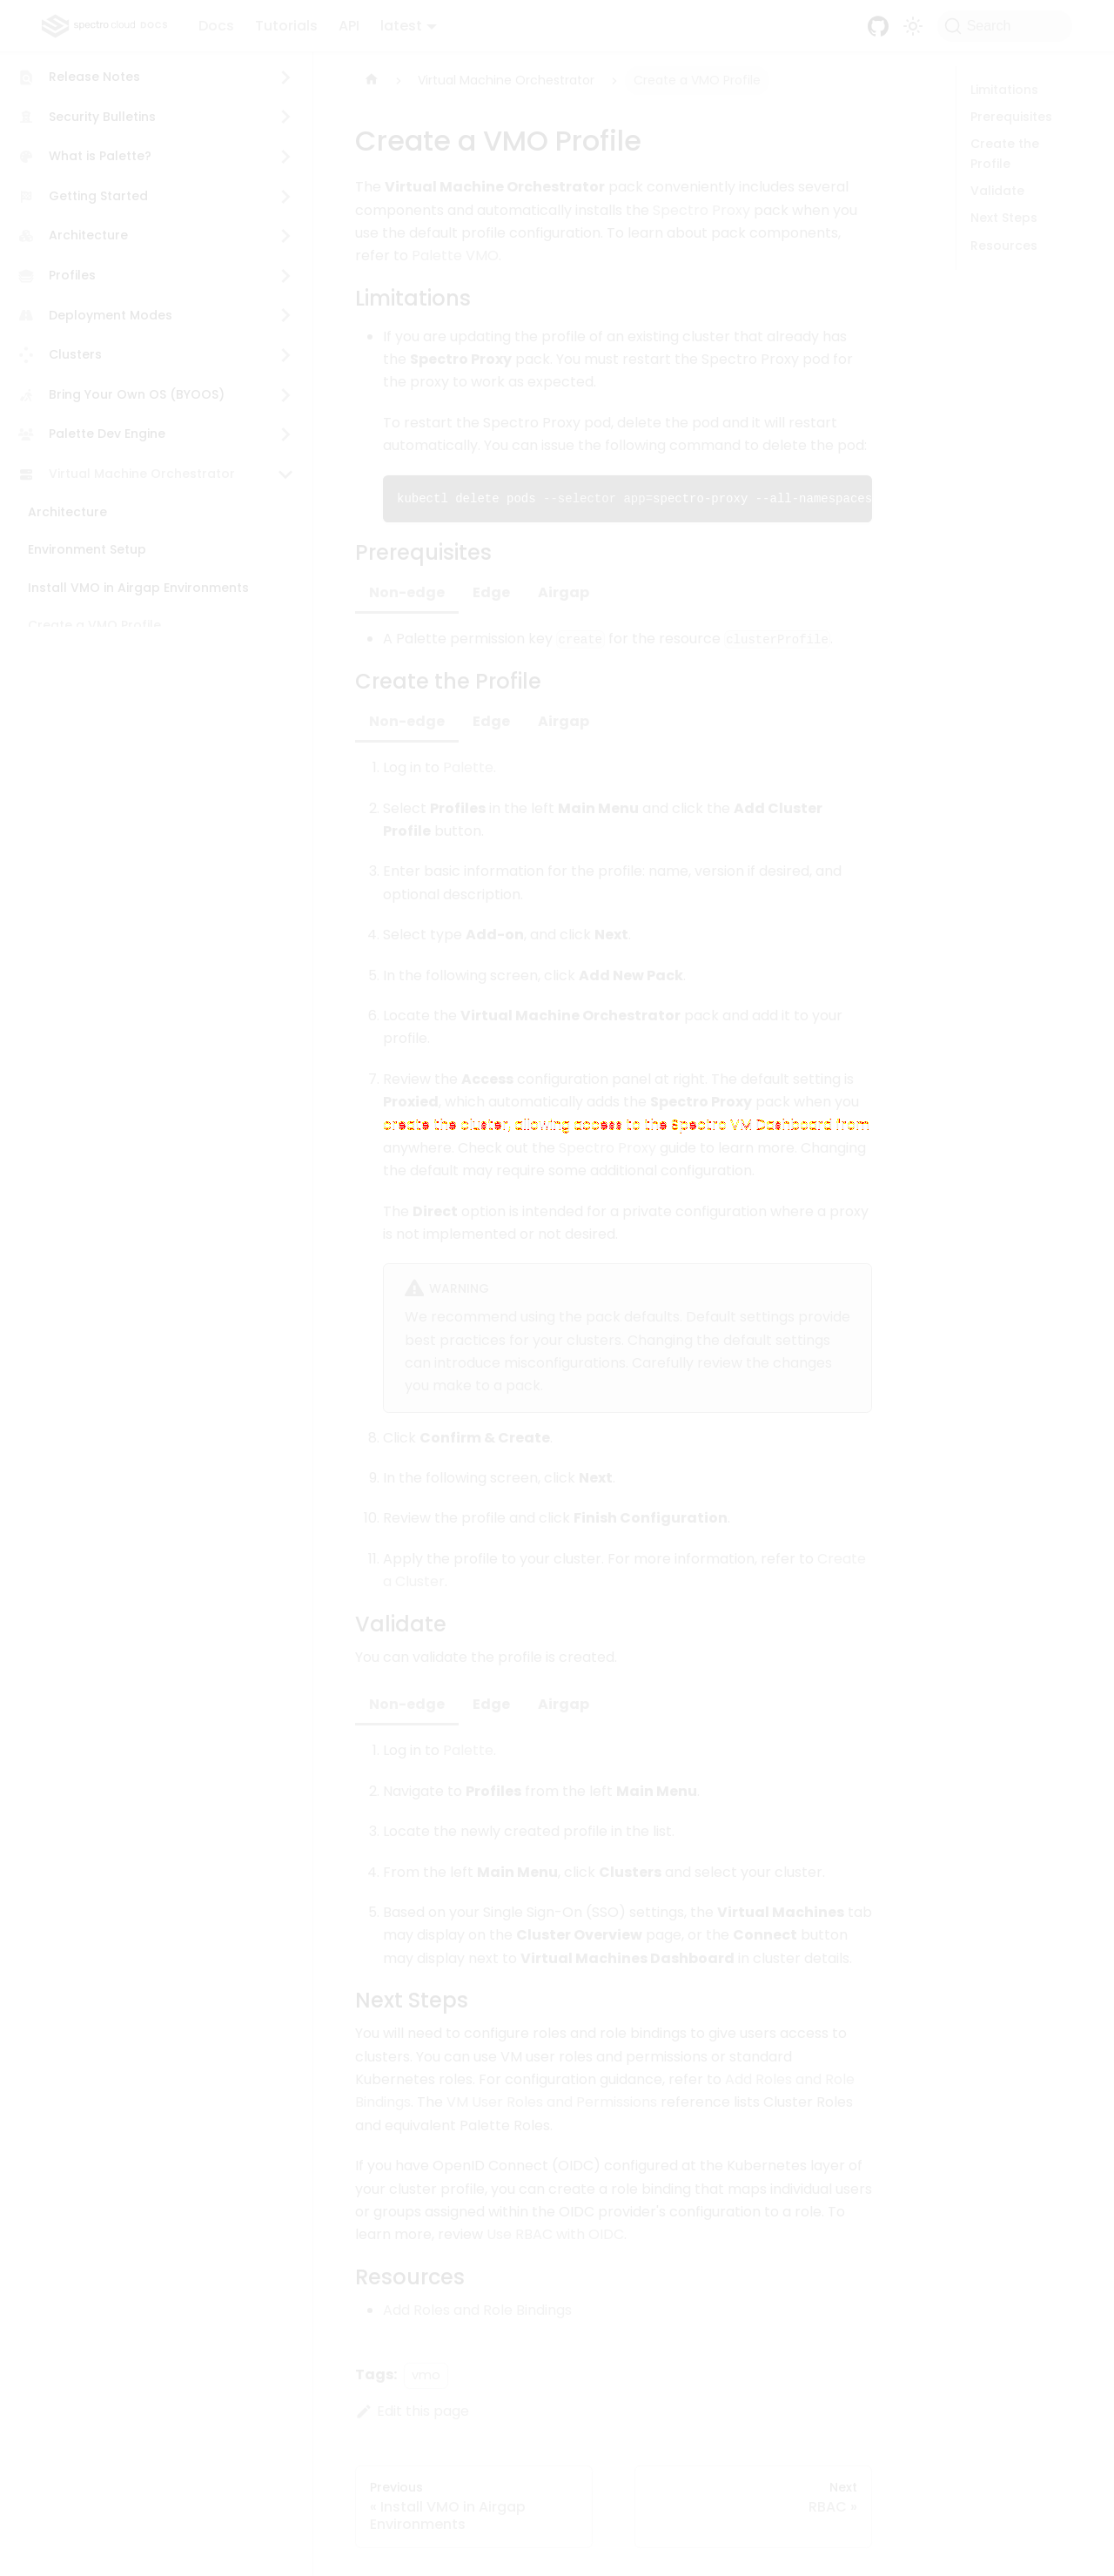 spectro cloud DOCS Docs Tutorials API latest Search
Release Notes
Security Bulletins
What is Palette?
Getting Started
Architecture
Profiles
Deployment Modes
Clusters
Bring Your Own OS (BYOOS)
Palette Dev Engine
Virtual Machine Orchestrator
Architecture
Environment Setup
Install VMO in Airgap Environments
Create a VMO Profile
Virtual Machine Orchestrator > Create a VMO Profile
Create a VMO Profile
The Virtual Machine Orchestrator pack conveniently includes several
components and automatically installs the Spectro Proxy pack when you
use the default profile configuration. To learn about pack components,
refer to Palette VMO.
Limitations
• If you are updating the profile of an existing cluster that already has
the Spectro Proxy pack. You must restart the Spectro Proxy pod for
the proxy to work as expected.
To restart the Spectro Proxy pod, delete the pod and it will restart
automatically. You can issue the following command to delete the pod:
kubectl delete pods --selector app=spectro-proxy --all-namespaces
Prerequisites
Non-edge Edge Airgap
• A Palette permission key create for the resource clusterProfile.
Create the Profile
Non-edge Edge Airgap
1. Log in to Palette.
2. Select Profiles in the left Main Menu and click the Add Cluster
Profile button.
3. Enter basic information for the profile: name, version if desired, and
optional description.
4. Select type Add-on, and click Next.
5. In the following screen, click Add New Pack.
6. Locate the Virtual Machine Orchestrator pack and add it to your
profile.
7. Review the Access configuration panel at right. The default setting is
Proxied, which automatically adds the Spectro Proxy pack when you
create the cluster, allowing access to the Spectro VM Dashboard from
anywhere. Check out the Spectro Proxy guide to learn more. Changing
the default may require some additional configuration.
The Direct option is intended for a private configuration where a proxy
is not implemented or not desired.
WARNING
We recommend using the pack defaults. Default settings provide
best practices for your clusters. Changing the default settings
can introduce misconfigurations. Carefully review the changes
you make to a pack.
8. Click Confirm & Create.
9. In the following screen, click Next.
10. Review the profile and click Finish Configuration.
11. Apply the profile to your cluster. For more information, refer to Create
a Cluster.
Validate
You can validate the profile is created.
Non-edge Edge Airgap
1. Log in to Palette.
2. Navigate to Profiles from the left Main Menu.
3. Locate the newly created profile in the list.
4. From the left Main Menu, click Clusters and select your cluster.
5. Based on your Single Sign-On (SSO) settings, the Virtual Machines tab
may display on the Cluster Overview page, or the Connect button
may display next to Virtual Machines Dashboard in cluster details.
Next Steps
You will need to configure roles and role bindings to give users access to
clusters. You can use VM user roles and permissions or standard
Kubernetes roles. For configuration guidance, refer to Add Roles and Role
Bindings. The VM User Roles and Permissions reference lists Cluster Roles
and equivalent Palette Roles.
If you have OpenID Connect (OIDC) configured at the Kubernetes layer of
your cluster profile, you can create a role binding that maps individual users
or groups assigned within the OIDC provider's configuration to a role. To
learn more, review Use RBAC with OIDC.
Resources
• Add Roles and Role Bindings
Tags: vmo
Edit this page
Previous
« Install VMO in Airgap
Environments
Next
RBAC »
Limitations
Prerequisites
Create the
Profile
Validate
Next Steps
Resources